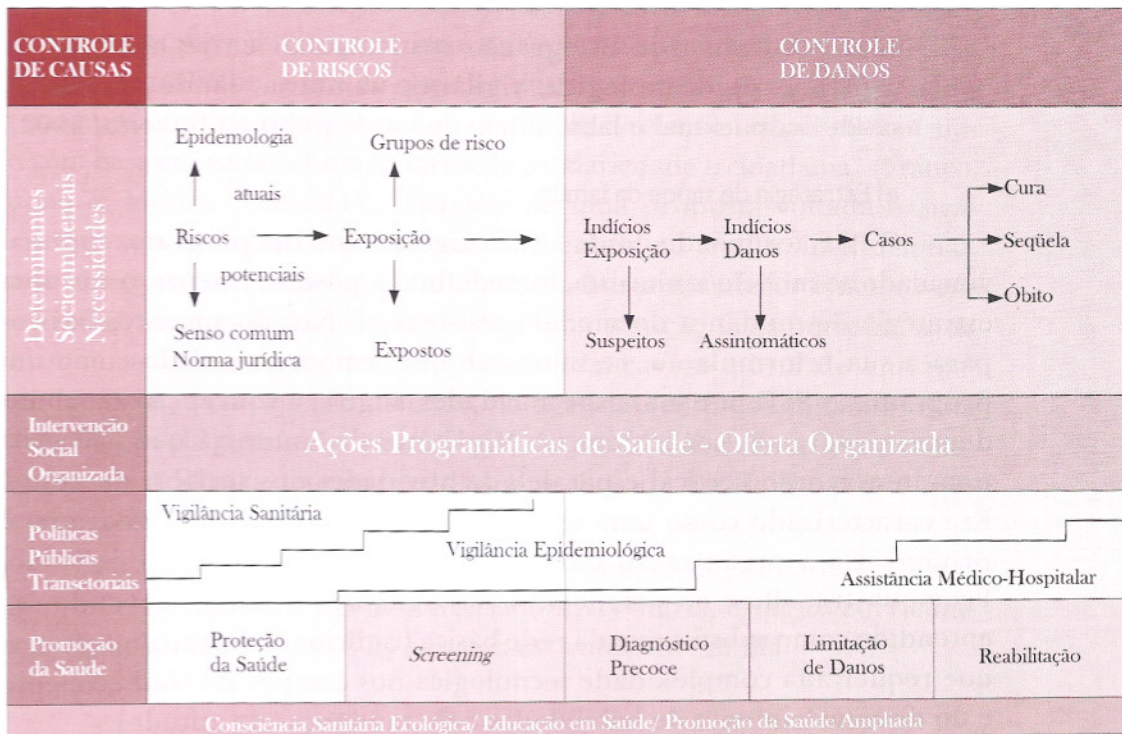 CONTROLE
DE CAUSAS
CONTROLE
DE RISCOS
CONTROLE
DE DANOS
Determinantes
Socioambientais
Necessidades
Epidemologia
Grupos de risco
atuais
Riscos
Exposição
potenciais
Senso comum
Norma jurídica
Expostos
Indícios
Exposição
Indícios
Danos
Casos
Cura
Seqüela
Óbito
Suspeitos
Assintomáticos
Intervenção
Social
Organizada
Ações Programáticas de Saúde - Oferta Organizada
Políticas
Públicas
Transetoriais
Vigilância Sanitária
Vigilância Epidemiológica
Assistância Médico-Hospitalar
Promoção
da Saúde
Proteção
da Saúde
Screening
Diagnóstico
Precoce
Limitação
de Danos
Reabilitação
Consciência Sanitária Ecológica/ Educação em Saúde/ Promoção da Saúde Ampliada